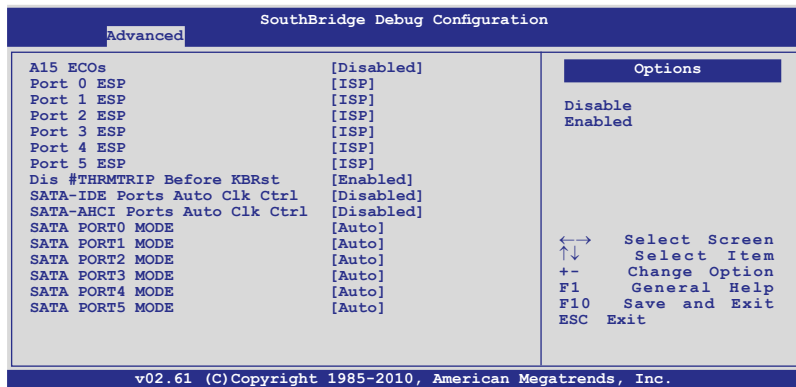 SouthBridge Debug Configuration
Advanced
A15 ECOs [Disabled]
Port 0 ESP [ISP]
Port 1 ESP [ISP]
Port 2 ESP [ISP]
Port 3 ESP [ISP]
Port 4 ESP [ISP]
Port 5 ESP [ISP]
Dis #THRMTRIP Before KBRst [Enabled]
SATA-IDE Ports Auto Clk Ctrl [Disabled]
SATA-AHCI Ports Auto Clk Ctrl [Disabled]
SATA PORT0 MODE [Auto]
SATA PORT1 MODE [Auto]
SATA PORT2 MODE [Auto]
SATA PORT3 MODE [Auto]
SATA PORT4 MODE [Auto]
SATA PORT5 MODE [Auto]
Options
Disable
Enabled
←→ Select Screen
↑↓ Select Item
+- Change Option
F1 General Help
F10 Save and Exit
ESC Exit
v02.61 (C)Copyright 1985-2010, American Megatrends, Inc.